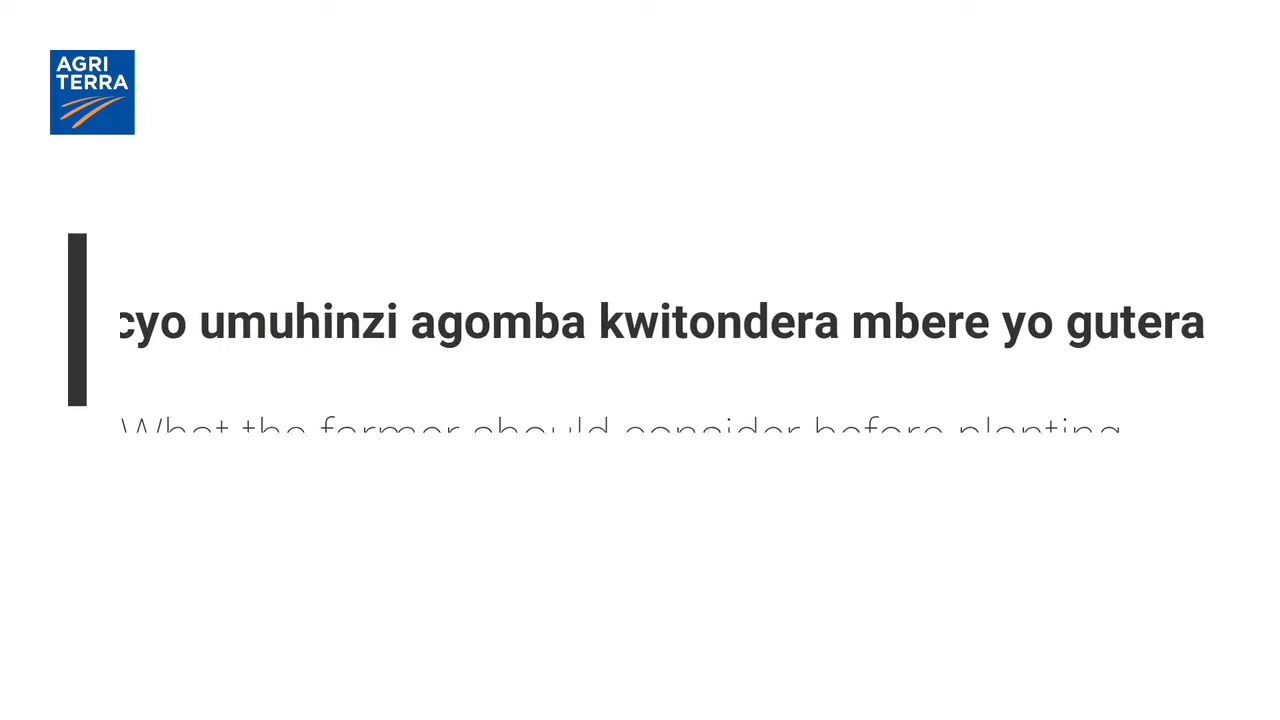 AGRI
TERRA
cyo umuhinzi agomba kwitondera mbere yo gutera
What the farmer should consider before planting